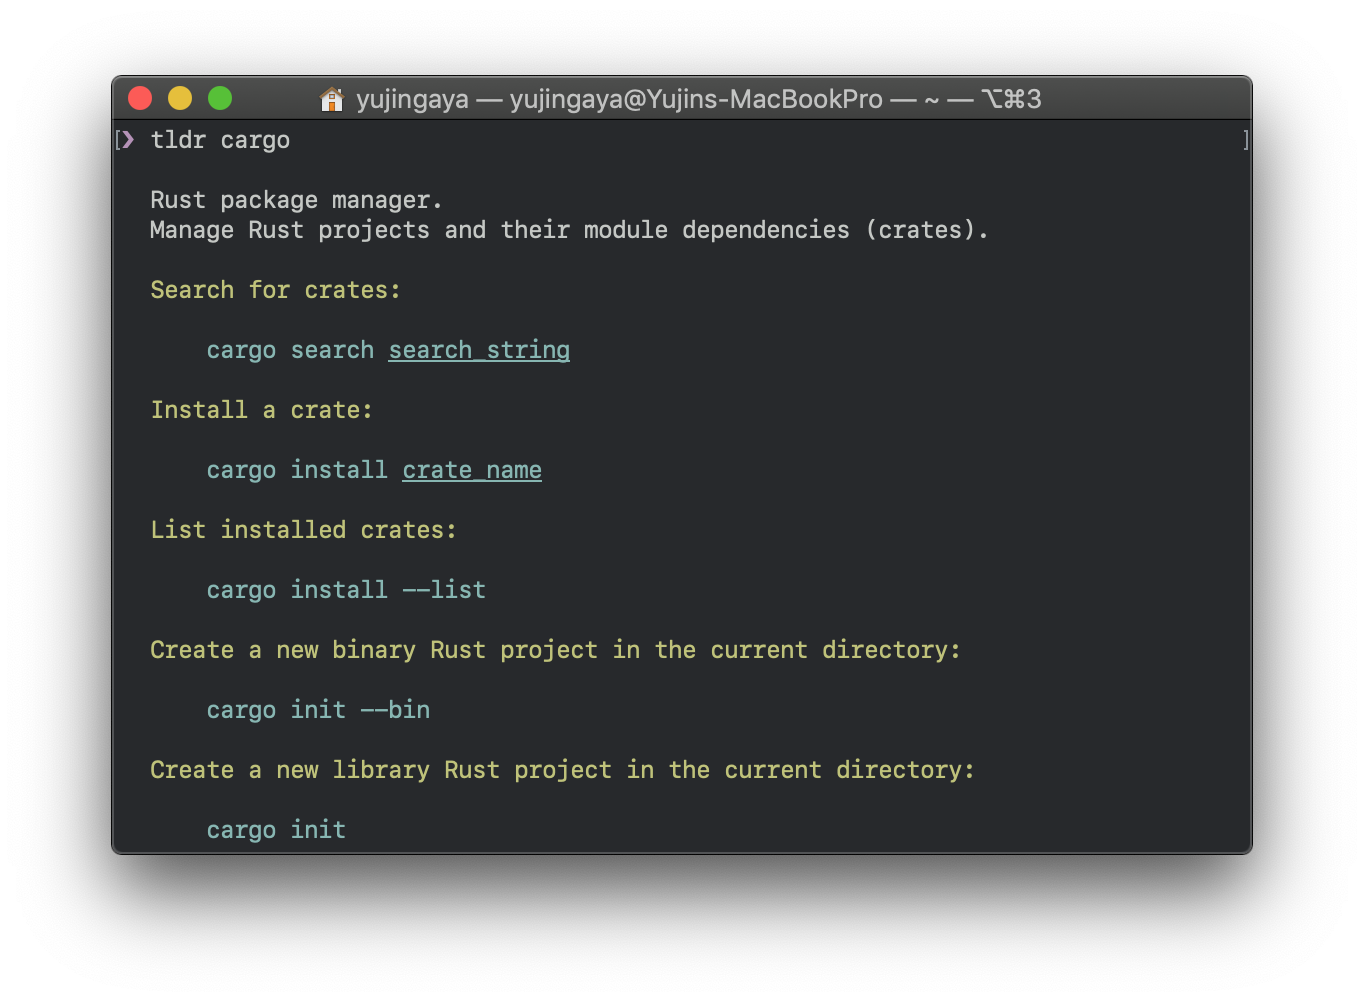 yujingaya — yujingaya@Yujins-MacBookPro — ~ — ⌥⌘3
[❯ tldr cargo ]
Rust package manager.
Manage Rust projects and their module dependencies (crates).
Search for crates:
cargo search search_string
Install a crate:
cargo install crate_name
List installed crates:
cargo install --list
Create a new binary Rust project in the current directory:
cargo init --bin
Create a new library Rust project in the current directory:
cargo init